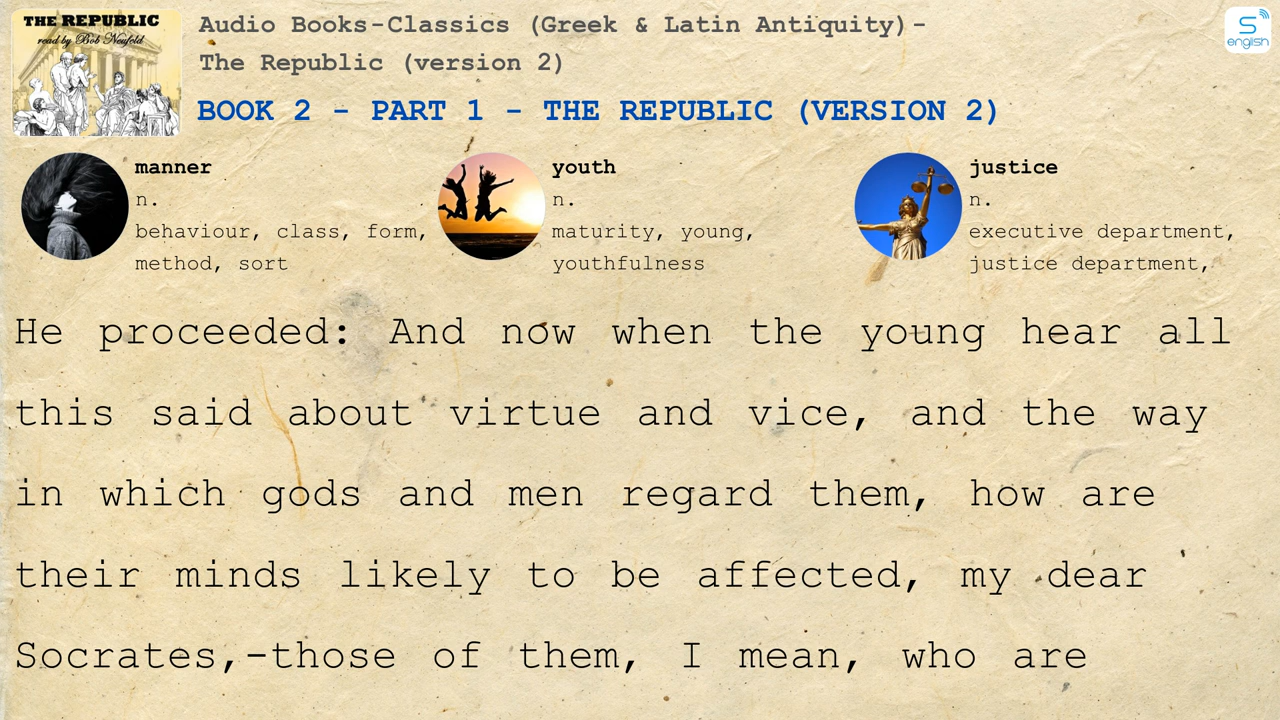 THE REPUBLIC
read by Bob Neufeld
Audio Books-Classics (Greek & Latin Antiquity)-
The Republic (version 2)
S
english
BOOK 2 - PART 1 - THE REPUBLIC (VERSION 2)
manner
n.
behaviour, class, form,
method, sort
youth
n.
maturity, young,
youthfulness
justice
n.
executive department,
justice department,
He proceeded: And now when the young hear all
this said about virtue and vice, and the way
in which gods and men regard them, how are
their minds likely to be affected, my dear
Socrates,-those of them, I mean, who are